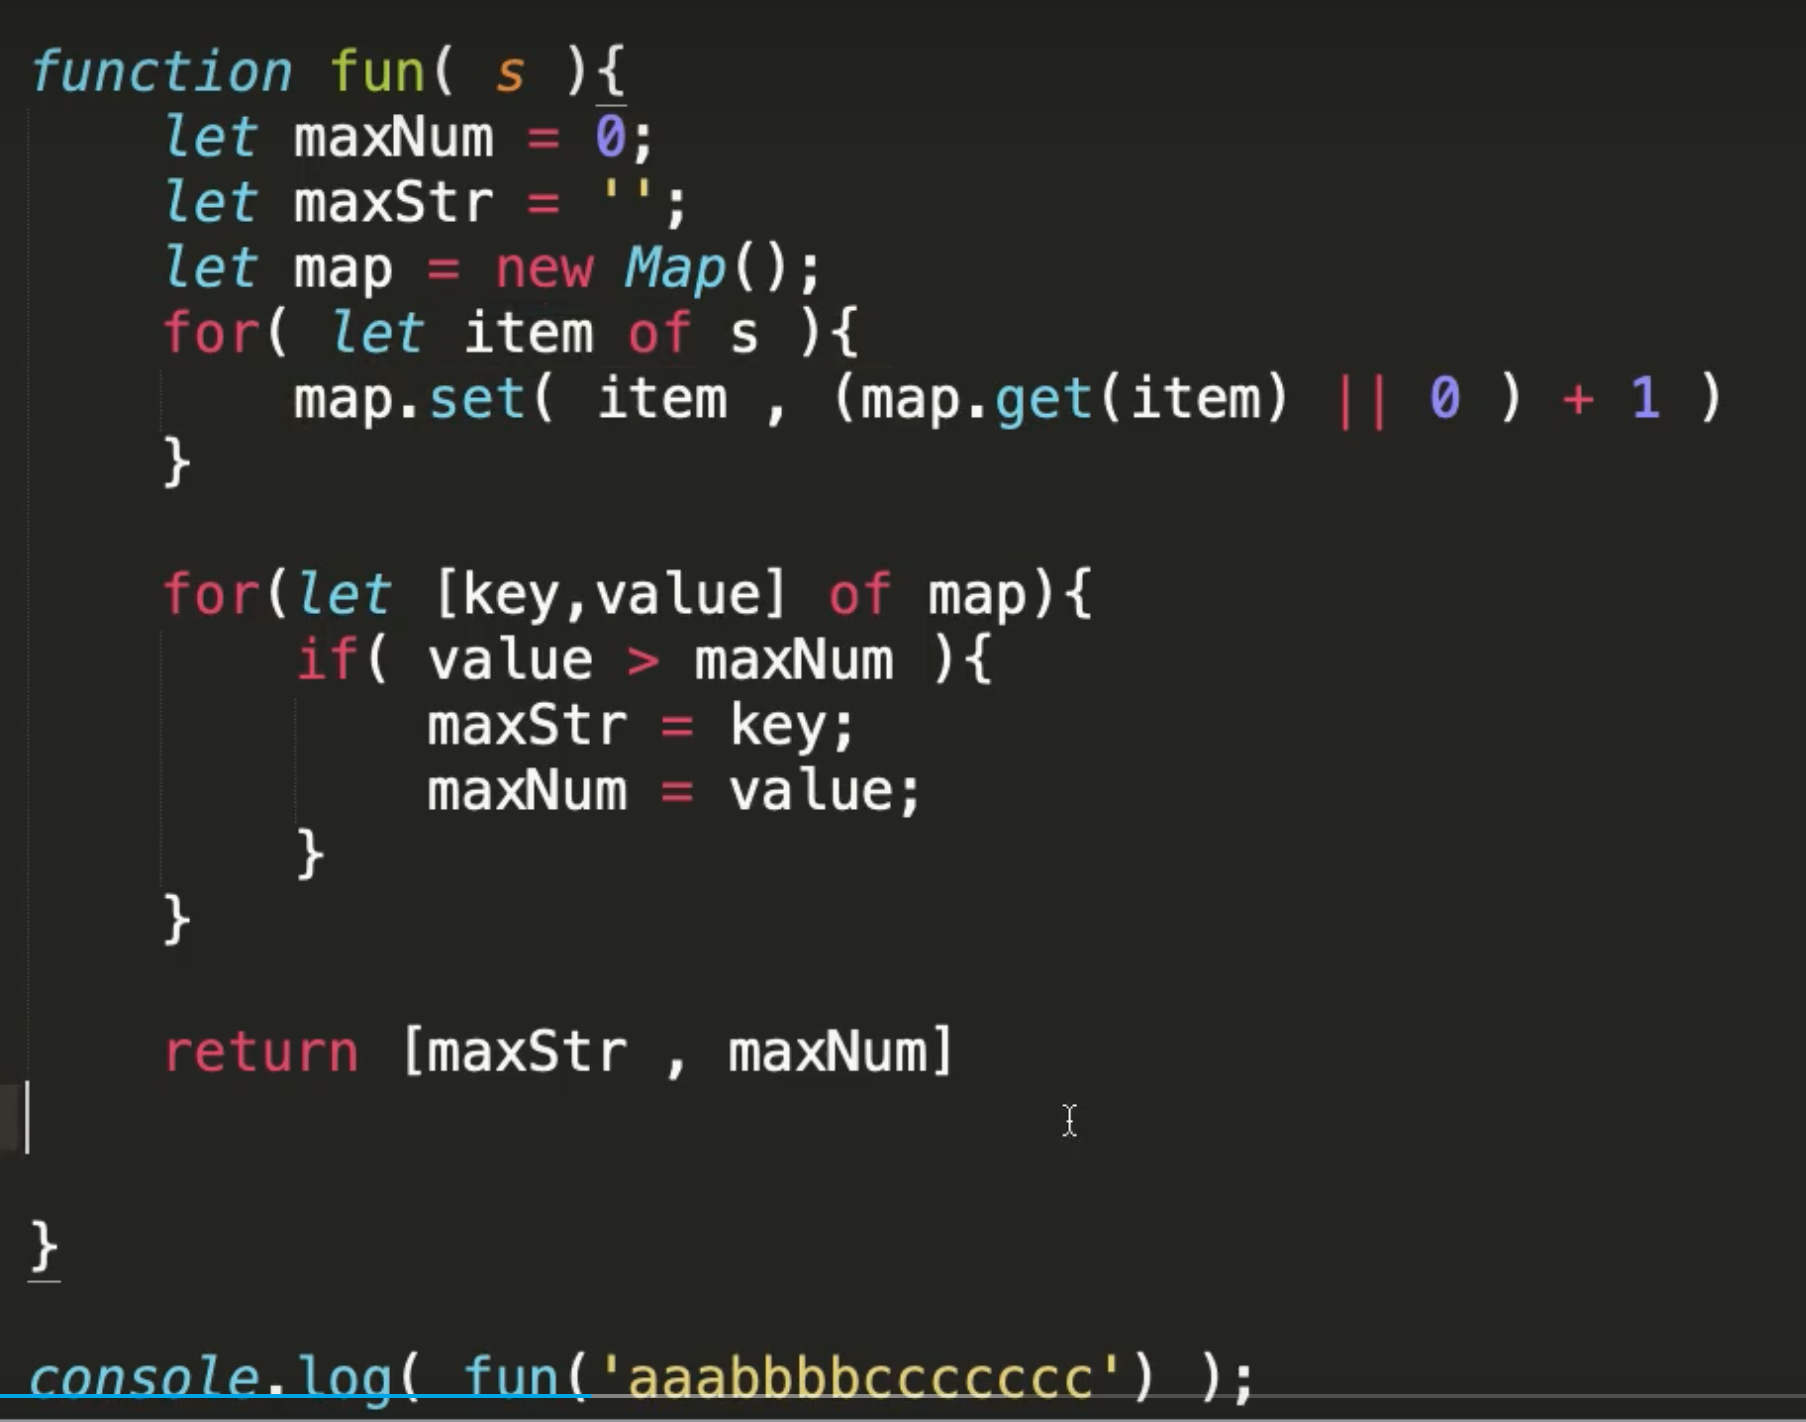 function fun( s ){
let maxNum = 0;
let maxStr = '';
let map = new Map();
for( let item of s ){
map.set( item , (map.get(item) || 0 ) + 1 )
}
for(let [key,value] of map){
if( value > maxNum ){
maxStr = key;
maxNum = value;
}
}
return [maxStr , maxNum]
}
console.log( fun('aaabbbbccccccc') );